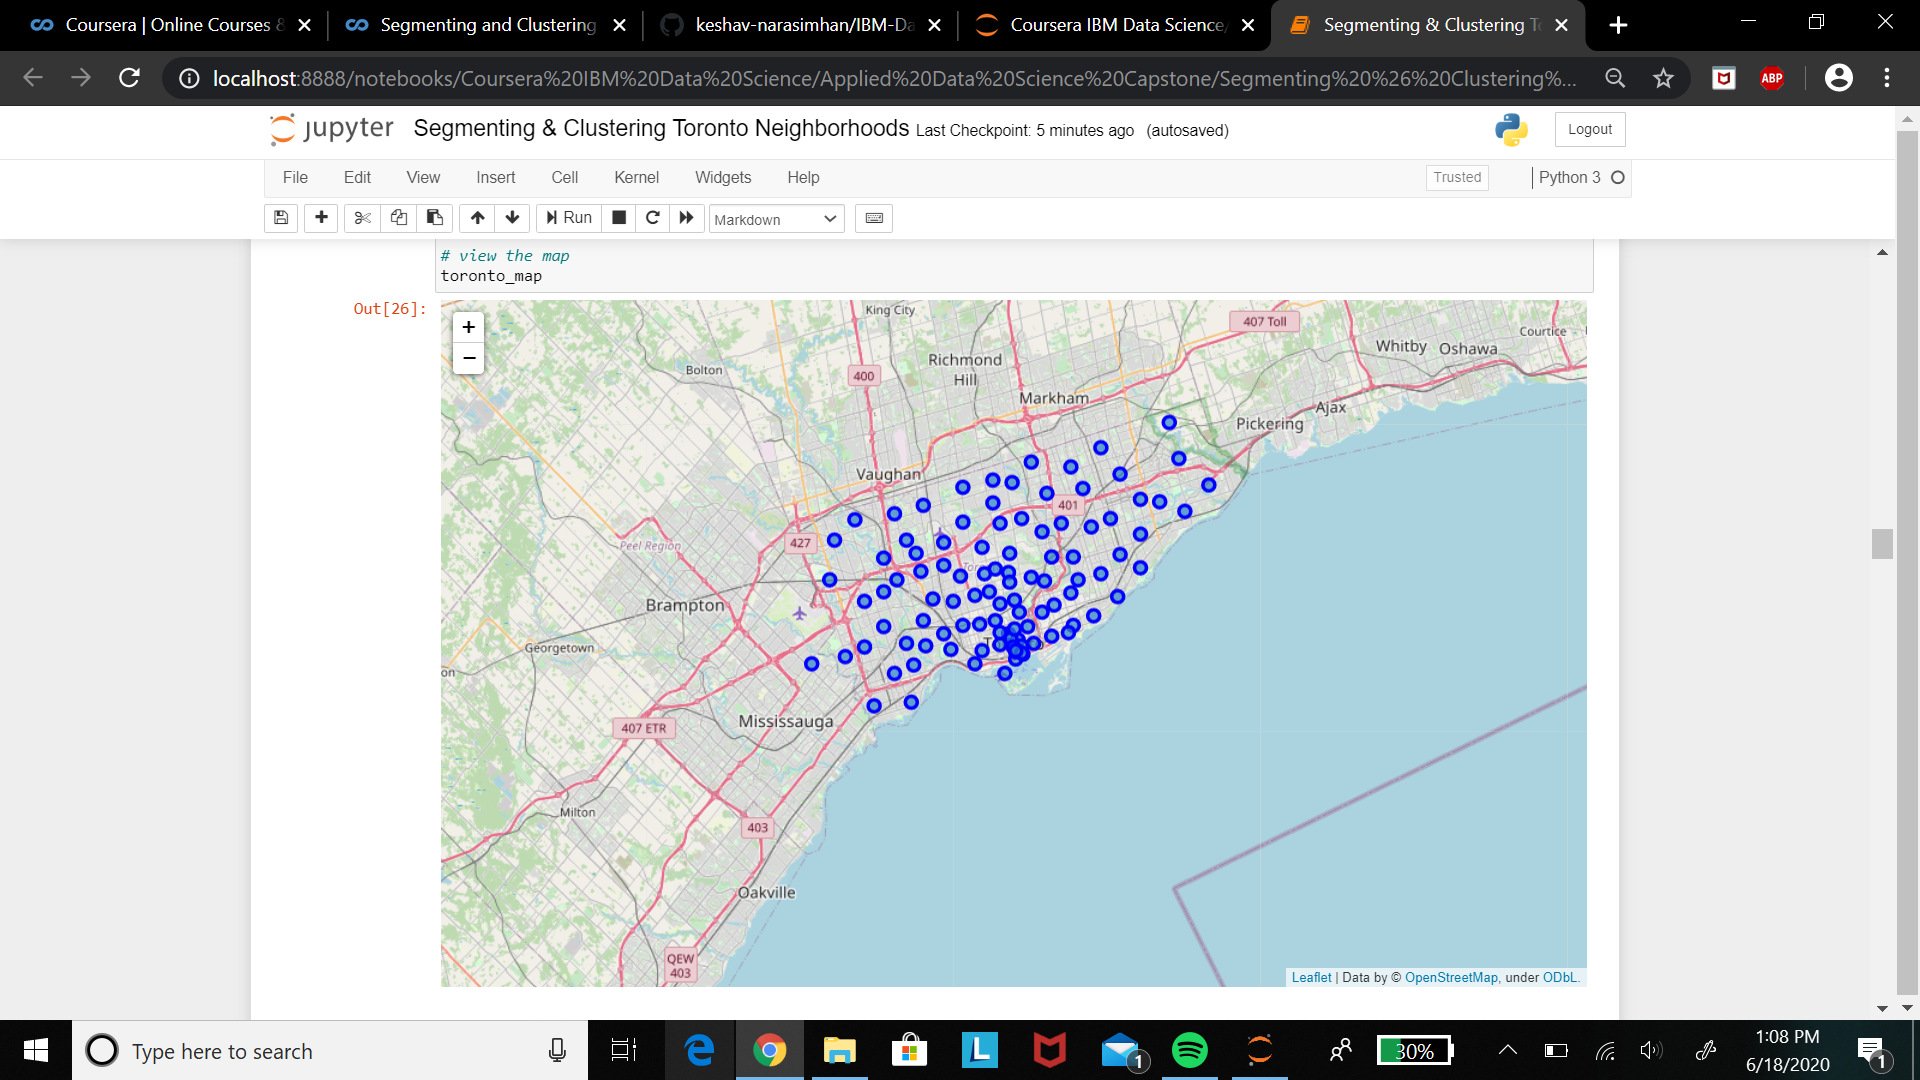 Coursera | Online Courses &
Segmenting and Clustering
keshav-narasimhan/IBM-Da
Coursera IBM Data Science/
Segmenting & Clustering To
localhost:8888/notebooks/Coursera%20IBM%20Data%20Science/Applied%20Data%20Science%20Capstone/Segmenting%20%26%20Clustering%...
ABP
jupyter Segmenting & Clustering Toronto Neighborhoods Last Checkpoint: 5 minutes ago (autosaved)
Logout
File Edit View Insert Cell Kernel Widgets Help
Trusted
Python 3
Run
Markdown
# view the map
toronto_map
Out[26]:
+
−
King City
407 Toll
Courtice
Whitby Oshawa
Richmond
Hill
Bolton
400
Markham
Ajax
Pickering
Vaughan
401
427
Peel Region
Brampton
Georgetown
on
Mississauga
407 ETR
Milton
403
Oakville
QEW
403
Leaflet | Data by © OpenStreetMap, under ODbL.
Type here to search
L
1
30%
1:08 PM
6/18/2020
1